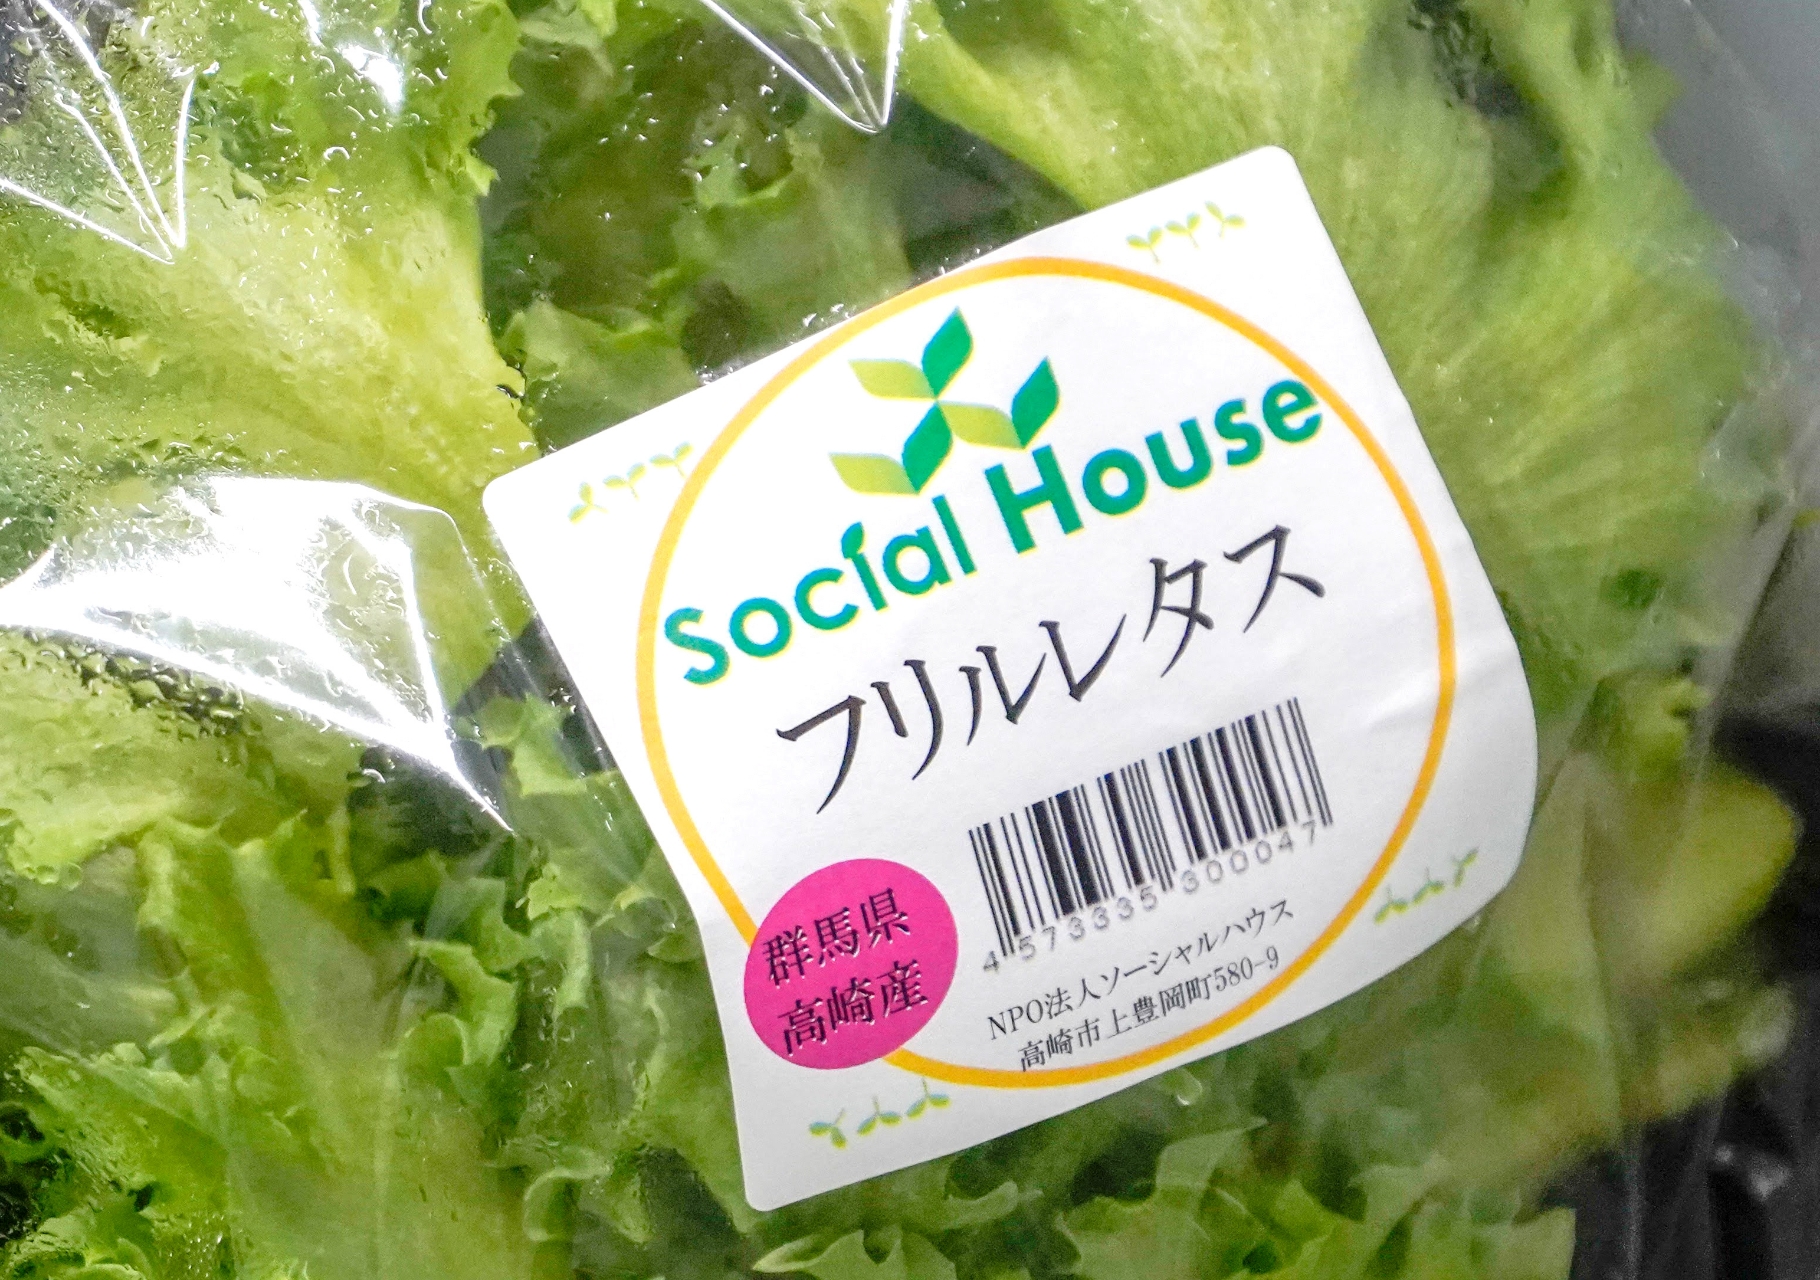 Social House
フリルレタス
4573335300047
群馬県
高崎産
NPO法人ソーシャルハウス
高崎市上豊岡町580-9